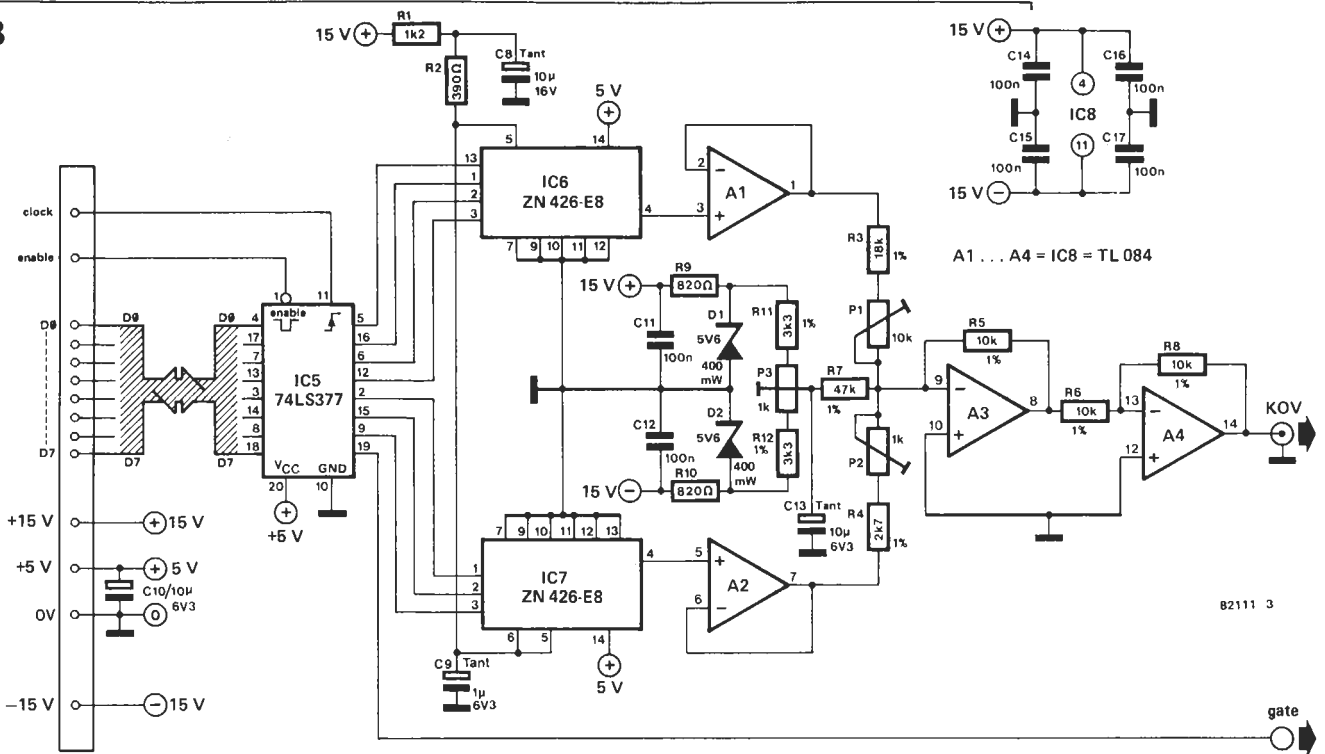 3
15 V +
R1
1k2
R2
390Ω
C8 Tant
10µ
16V
5 V
+
5
14
13
1
2
3
IC6
ZN 426-E8
4
7 9 10 11 12
2
3
−
+
A1
1
15 V +
C14
100n
C16
100n
4
IC8
11
C15
100n
C17
100n
15 V −
A1 ... A4 = IC8 = TL 084
clock
enable
D0
D7
D0
D7
D0
D7
1
11
enable
4
17
7
13
3
14
8
18
IC5
74LS377
5
16
6
12
2
15
9
19
VCC
GND
20
10
+
+5 V
15 V +
R9
820Ω
C11
100n
D1
5V6
400
mW
R11
3k3
1%
P3
1k
R12
1%
3k3
C12
100n
D2
5V6
400
mW
15 V −
R10
820Ω
R3
18k
1%
P1
10k
R7
47k
1%
1k
P2
R4
2k7
1%
C13 Tant
10µ
6V3
R5
10k
1%
9
10
−
+
A3
8
R6
10k
1%
R8
10k
1%
13
12
−
+
A4
14
KOV
+15 V
+ 15 V
+5 V
+ 5 V
C10/10µ
6V3
0V
0
−15 V
− 15 V
7 9 10 11 12 13
1
2
3
IC7
ZN 426-E8
4
6 5 14
+
5 V
C9 Tant
1µ
6V3
5
6
+
−
A2
7
82111 3
gate